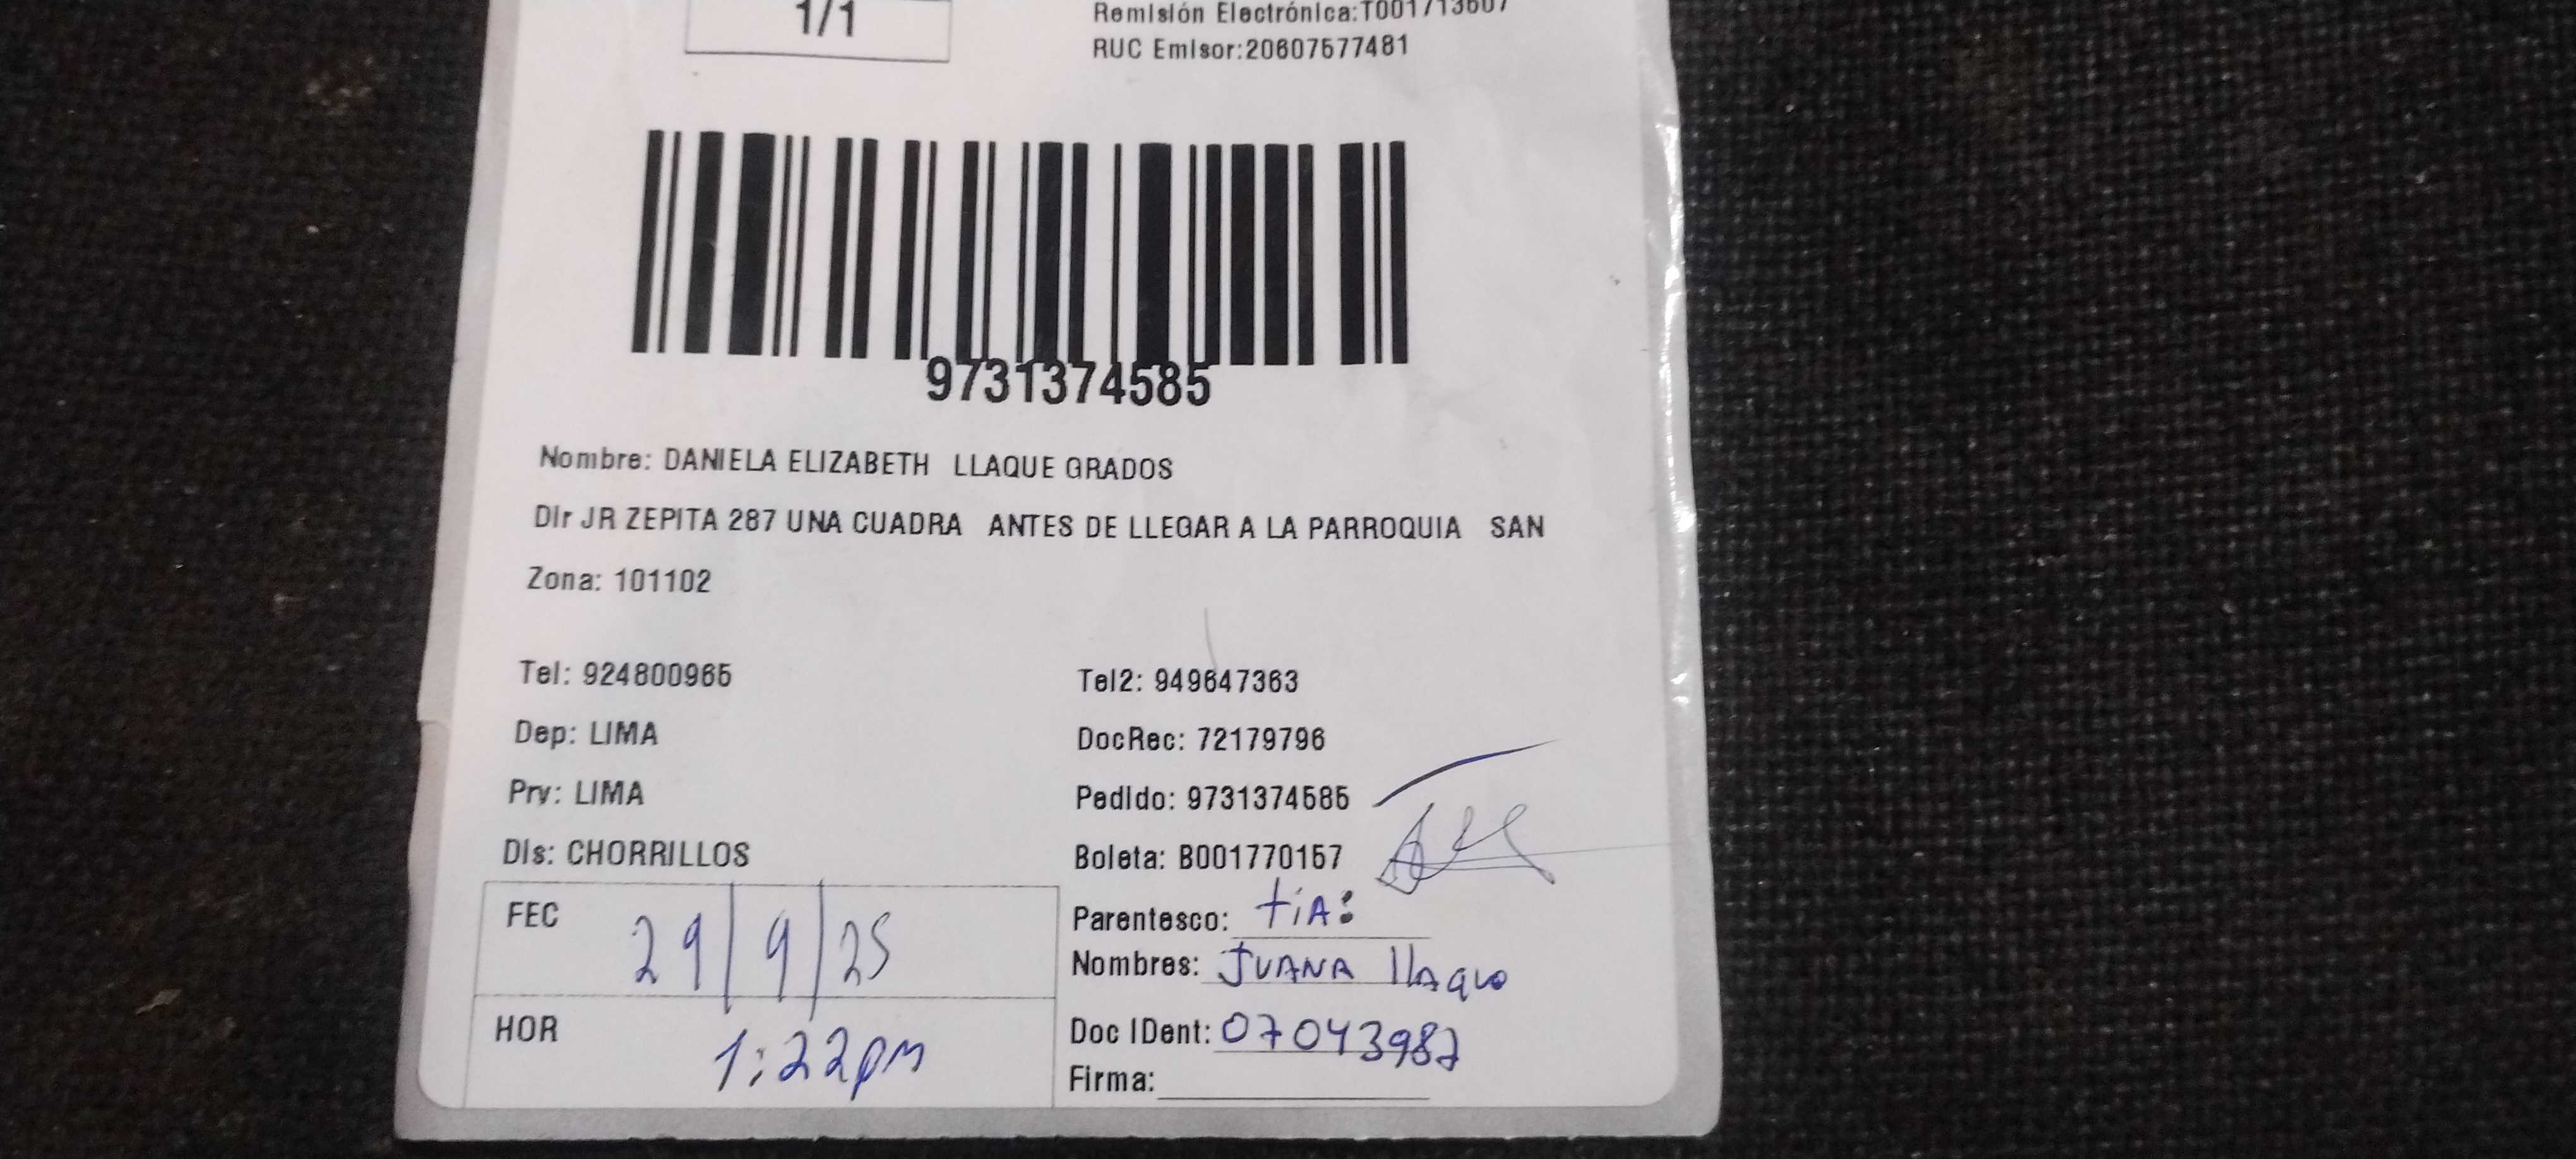 1/1
Remisión Electrónica:T001713607
RUC Emisor:20607577481
9731374585
Nombre: DANIELA ELIZABETH LLAQUE GRADOS
Dir JR ZEPITA 287 UNA CUADRA ANTES DE LLEGAR A LA PARROQUIA SAN
Zona: 101102
Tel: 924800965
Tel2: 949647363
Dep: LIMA
DocRec: 72179796
Prv: LIMA
Pedido: 9731374585
Dis: CHORRILLOS
Boleta: B001770157
FEC 29/9/25
Parentesco: tiA:
Nombres: JUANA llaque
HOR 1:22pm
Doc IDent: 07043982
Firma: